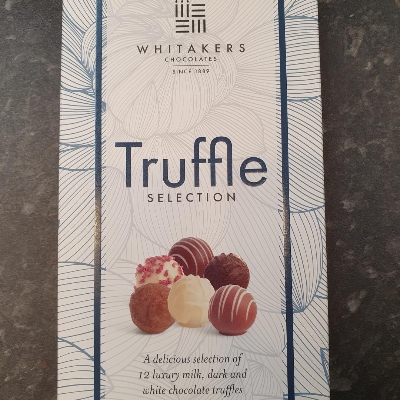 WHITAKERS
CHOCOLATES
SINCE 1889
Truffle
SELECTION
A delicious selection of
12 luxury milk, dark and
white chocolate truffles